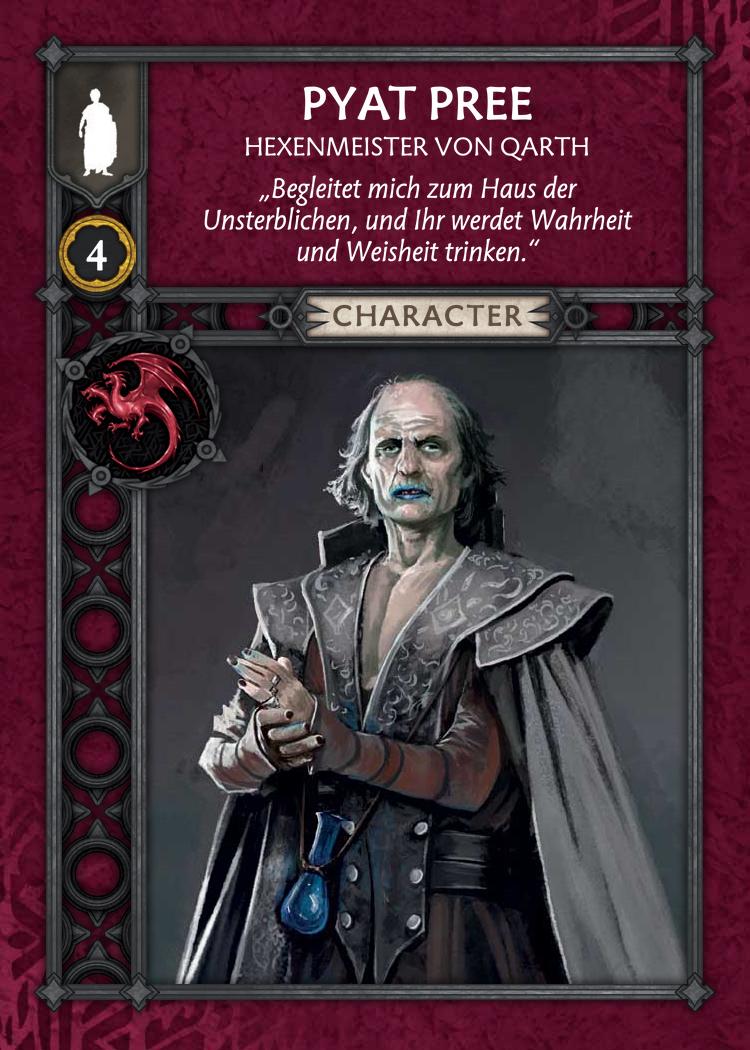 PYAT PREE
HEXENMEISTER VON QARTH
„Begleitet mich zum Haus der
Unsterblichen, und Ihr werdet Wahrheit
und Weisheit trinken.“
4
CHARACTER